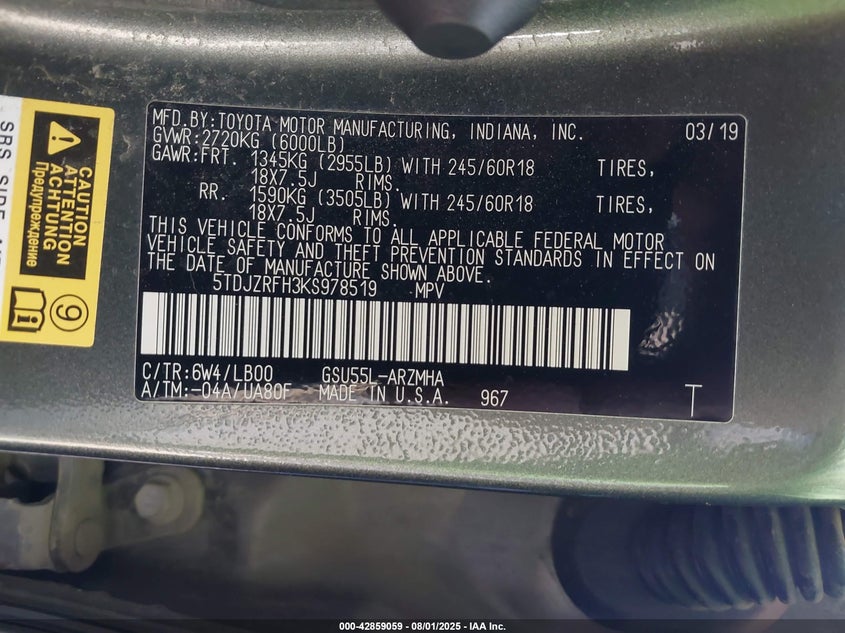 MFD.BY:TOYOTA MOTOR MANUFACTURING, INDIANA, INC. 03/19
GVWR:2720KG (6000LB)
GAWR:FRT. 1345KG (2955LB) WITH 245/60R18 TIRES,
18X7.5J RIMS.
RR. 1590KG (3505LB) WITH 245/60R18 TIRES,
18X7.5J RIMS.
THIS VEHICLE CONFORMS TO ALL APPLICABLE FEDERAL MOTOR
VEHICLE SAFETY AND THEFT PREVENTION STANDARDS IN EFFECT ON
THE DATE OF MANUFACTURE SHOWN ABOVE.
5TDJZRFH3KS978519 MPV
C/TR:6W4/LB00 GSU55L-ARZMHA
A/TM:-04A/UA80F MADE IN U.S.A. 967
T
CAUTION
ATTENTION
ACHTUNG
Предупреждение
9
SRS SIDE
000-42859059 - 08/01/2025 - IAA Inc.